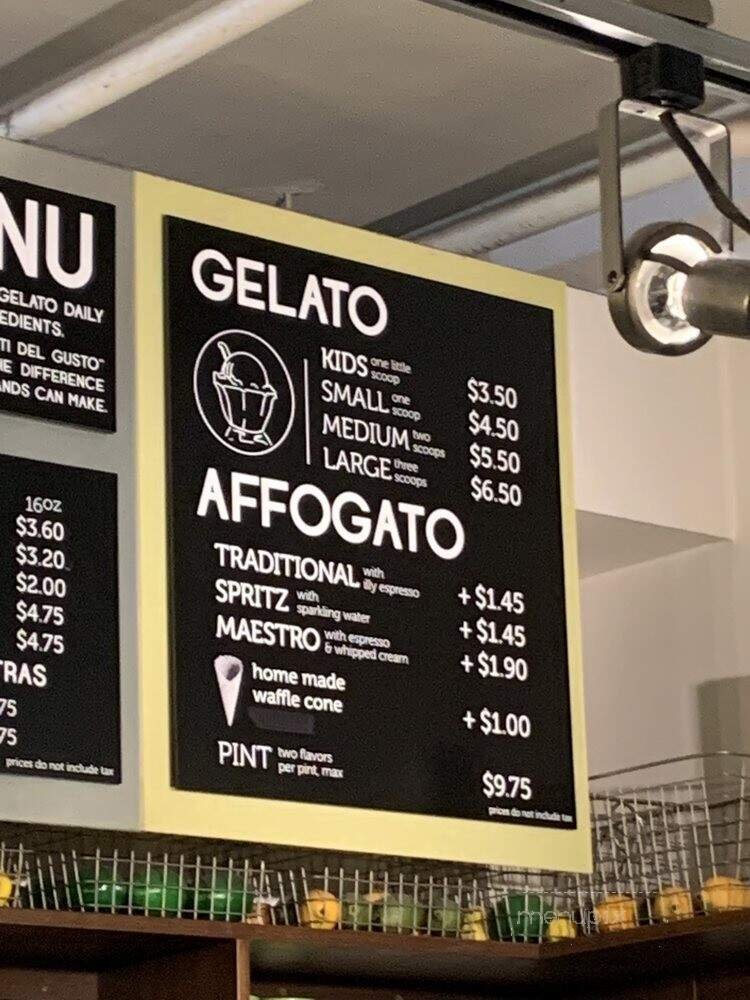 NU
GELATO DAILY
EDIENTS.
TI DEL GUSTO"
HE DIFFERENCE
ANDS CAN MAKE.
16oz
$3.60
$3.20
$2.00
$4.75
$4.75
TRAS
75
75
prices do not include tax
GELATO
KIDS one little scoop $3.50
SMALL one scoop $4.50
MEDIUM two scoops $5.50
LARGE three scoops $6.50
AFFOGATO
TRADITIONAL with illy espresso + $1.45
SPRITZ with sparkling water + $1.45
MAESTRO with espresso & whipped cream + $1.90
home made
waffle cone + $1.00
PINT two flavors per pint, max $9.75
prices do not include tax
menupix